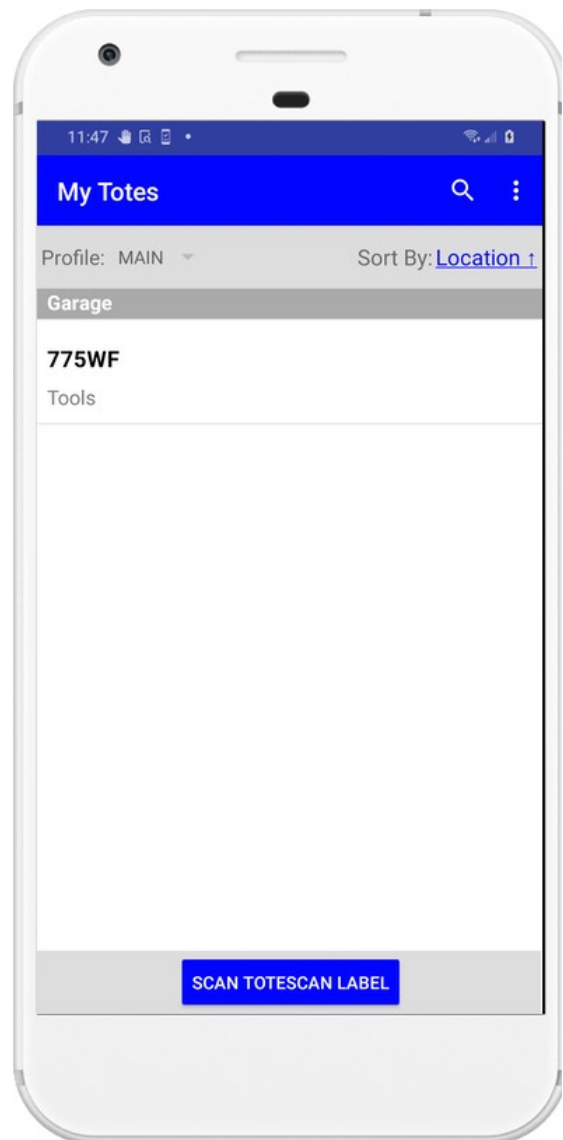 11:47
My Totes
Profile: MAIN Sort By: Location ↑
Garage
775WF
Tools
SCAN TOTESCAN LABEL